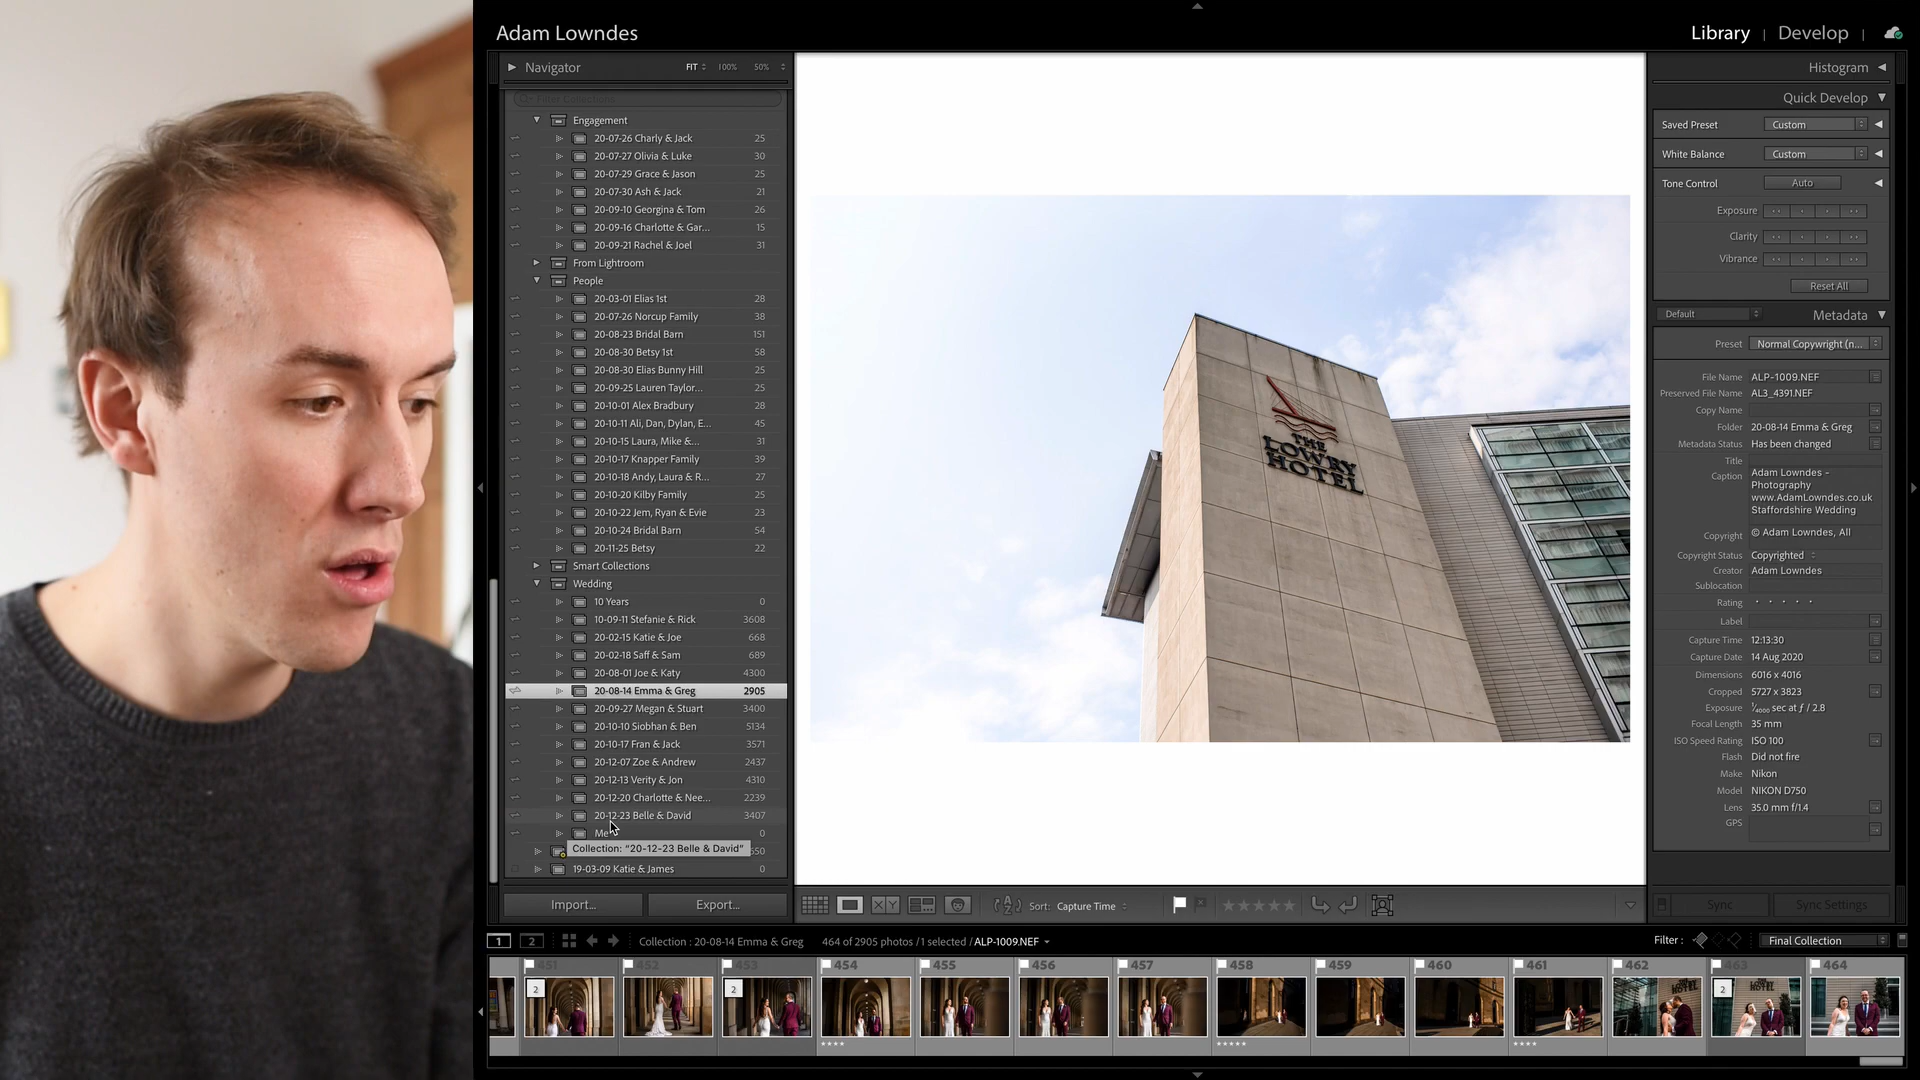 Adam Lowndes
Library | Develop |
Navigator FIT 100% 50%
Filter Collections
Engagement
20-07-26 Charly & Jack 25
20-07-27 Olivia & Luke 30
20-07-29 Grace & Jason 25
20-07-30 Ash & Jack 21
20-09-10 Georgina & Tom 26
20-09-16 Charlotte & Gar... 15
20-09-21 Rachel & Joel 31
From Lightroom
People
20-03-01 Elias 1st 28
20-07-26 Norcup Family 38
20-08-23 Bridal Barn 151
20-08-30 Betsy 1st 58
20-08-30 Elias Bunny Hill 25
20-09-25 Lauren Taylor... 25
20-10-01 Alex Bradbury 28
20-10-11 Ali, Dan, Dylan, E... 45
20-10-15 Laura, Mike &... 31
20-10-17 Knapper Family 39
20-10-18 Andy, Laura & R... 27
20-10-20 Kilby Family 25
20-10-22 Jem, Ryan & Evie 23
20-10-24 Bridal Barn 54
20-11-25 Betsy 22
Smart Collections
Wedding
10 Years 0
10-09-11 Stefanie & Rick 3608
20-02-15 Katie & Joe 668
20-02-18 Saff & Sam 689
20-08-01 Joe & Katy 4300
20-08-14 Emma & Greg 2905
20-09-27 Megan & Stuart 3400
20-10-10 Siobhan & Ben 5134
20-10-17 Fran & Jack 3571
20-12-07 Zoe & Andrew 2437
20-12-13 Verity & Jon 4310
20-12-20 Charlotte & Nee... 2239
20-12-23 Belle & David 3407
Me 0
Collection: "20-12-23 Belle & David" 550
19-03-09 Katie & James 0
Import... Export...
THE
LOWRY
HOTEL
Histogram
Quick Develop
Saved Preset Custom
White Balance Custom
Tone Control Auto
Exposure
Clarity
Vibrance
Reset All
Default Metadata
Preset Normal Copywright (n...
File Name ALP-1009.NEF
Preserved File Name AL3_4391.NEF
Copy Name
Folder 20-08-14 Emma & Greg
Metadata Status Has been changed
Title
Caption Adam Lowndes -
Photography
www.AdamLowndes.co.uk
Staffordshire Wedding
Copyright © Adam Lowndes, All
Copyright Status Copyrighted
Creator Adam Lowndes
Sublocation
Rating
Label
Capture Time 12:13:30
Capture Date 14 Aug 2020
Dimensions 6016 x 4016
Cropped 5727 x 3823
Exposure 1/4000 sec at ƒ / 2.8
Focal Length 35 mm
ISO Speed Rating ISO 100
Flash Did not fire
Make Nikon
Model NIKON D750
Lens 35.0 mm f/1.4
GPS
Sort: Capture Time
Sync Sync Settings
1 2 Collection : 20-08-14 Emma & Greg 464 of 2905 photos /1 selected / ALP-1009.NEF Filter : Final Collection
451 452 453 454 455 456 457 458 459 460 461 462 463 464
2 2 2